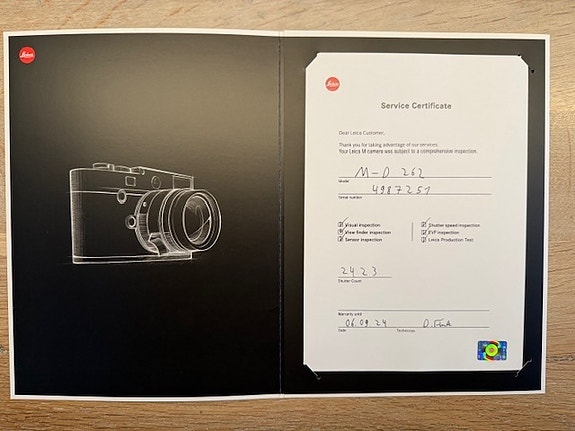 Leica
Leica
Service Certificate
Dear Leica Customer,
Thank you for taking advantage of our services.
Your Leica M camera was subject to a comprehensive inspection.
M-D 262
Model
4987251
Serial number
Visual inspection
Shutter speed inspection
View finder inspection
EVF inspection
Sensor inspection
Leica Production Test
2423
Shutter Count
Warranty until
06.09.24
Date
Technician